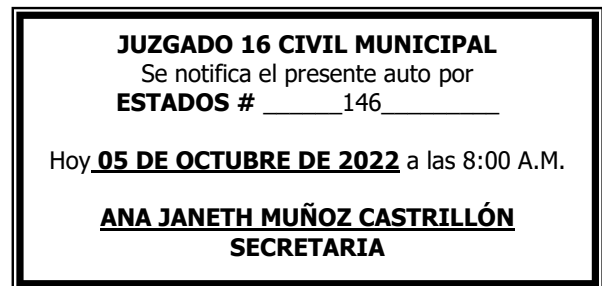 JUZGADO 16 CIVIL MUNICIPAL
Se notifica el presente auto por
ESTADOS # ______146_________
Hoy 05 DE OCTUBRE DE 2022 a las 8:00 A.M.
ANA JANETH MUÑOZ CASTRILLÓN
SECRETARIA